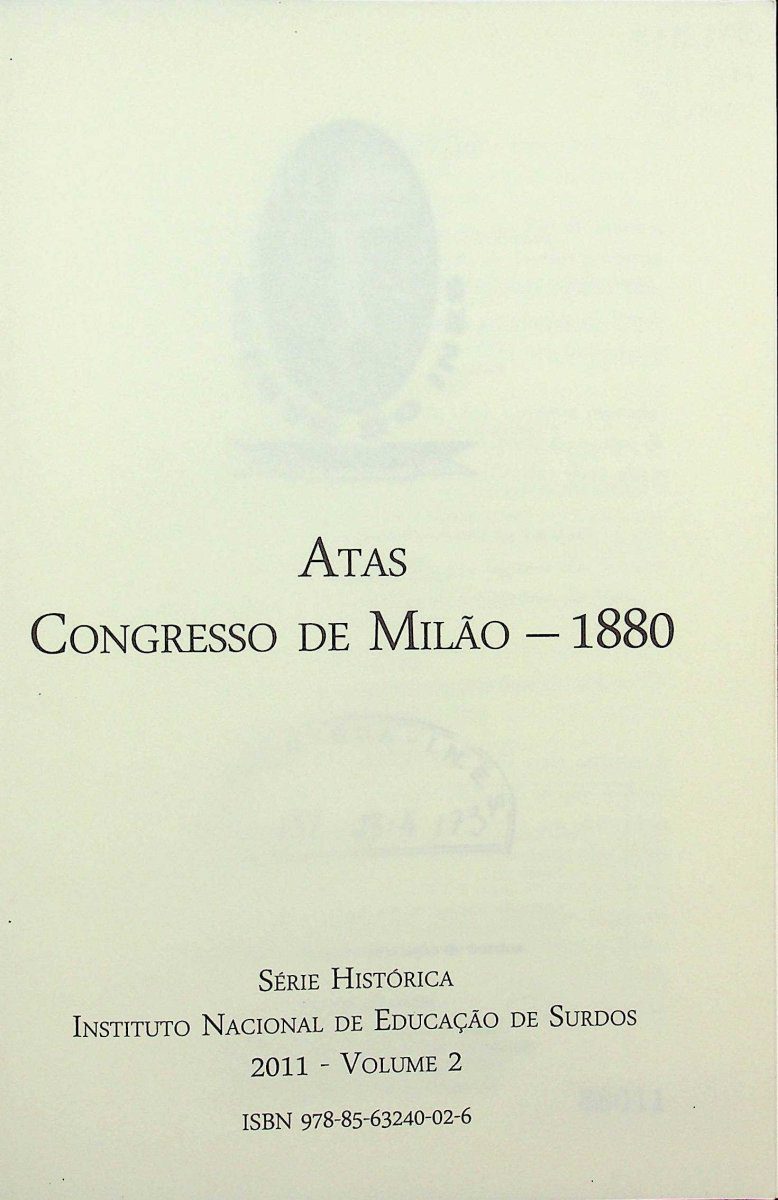 Atas
Congresso de Milão – 1880
Série Histórica
Instituto Nacional de Educação de Surdos
2011 - Volume 2
ISBN 978-85-63240-02-6